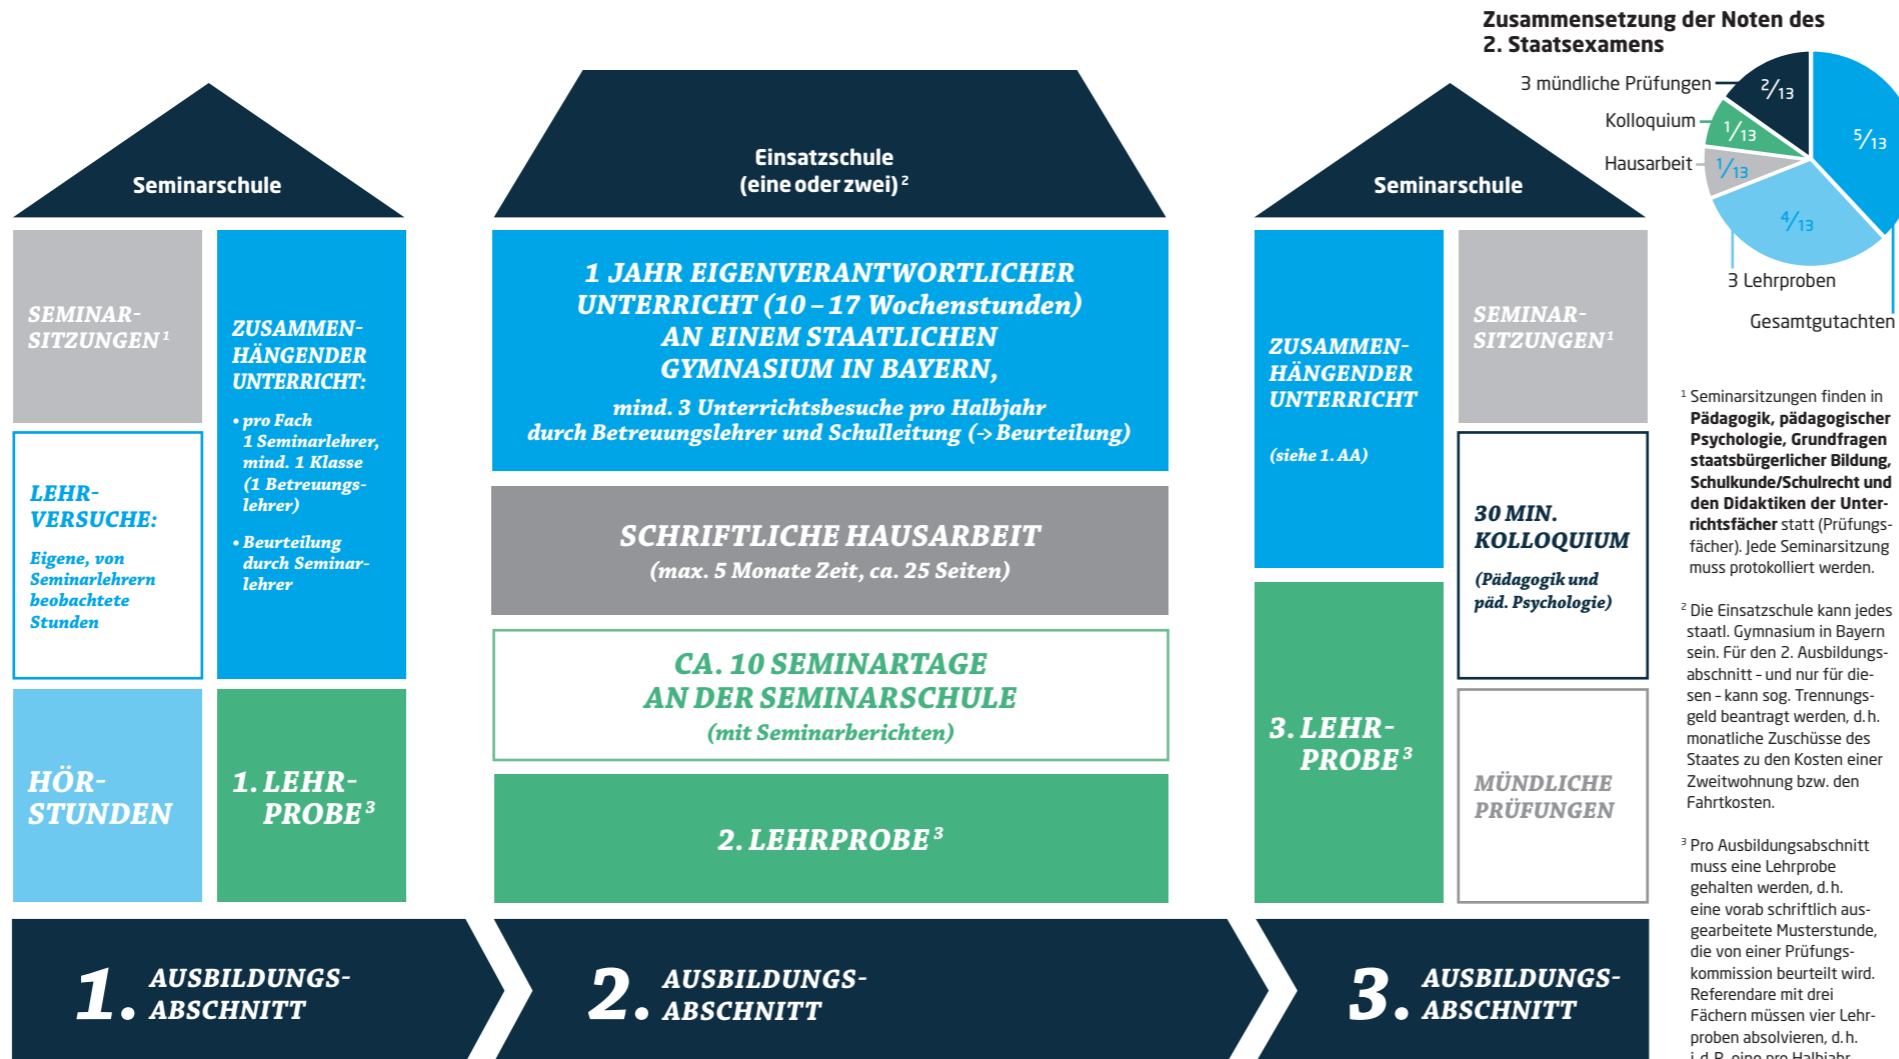 Zusammensetzung der Noten des
2. Staatsexamens
3 mündliche Prüfungen
2/13
Kolloquium
1/13
5/13
Hausarbeit
1/13
4/13
3 Lehrproben
Gesamtgutachten
Seminarschule
SEMINAR-
SITZUNGEN¹
LEHR-
VERSUCHE:
Eigene, von
Seminarlehrern
beobachtete
Stunden
HÖR-
STUNDEN
ZUSAMMEN-
HÄNGENDER
UNTERRICHT:
• pro Fach
1 Seminarlehrer,
mind. 1 Klasse
(1 Betreuungs-
lehrer)
• Beurteilung
durch Seminar-
lehrer
1. LEHR-
PROBE³
Einsatzschule
(eine oder zwei)²
1 JAHR EIGENVERANTWORTLICHER
UNTERRICHT (10 – 17 Wochenstunden)
AN EINEM STAATLICHEN
GYMNASIUM IN BAYERN,
mind. 3 Unterrichtsbesuche pro Halbjahr
durch Betreuungslehrer und Schulleitung (-> Beurteilung)
SCHRIFTLICHE HAUSARBEIT
(max. 5 Monate Zeit, ca. 25 Seiten)
CA. 10 SEMINARTAGE
AN DER SEMINARSCHULE
(mit Seminarberichten)
2. LEHRPROBE³
Seminarschule
ZUSAMMEN-
HÄNGENDER
UNTERRICHT
(siehe 1. AA)
3. LEHR-
PROBE³
SEMINAR-
SITZUNGEN¹
30 MIN.
KOLLOQUIUM
(Pädagogik und
päd. Psychologie)
MÜNDLICHE
PRÜFUNGEN
1. AUSBILDUNGS-
ABSCHNITT
2. AUSBILDUNGS-
ABSCHNITT
3. AUSBILDUNGS-
ABSCHNITT
¹ Seminarsitzungen finden in
Pädagogik, pädagogischer
Psychologie, Grundfragen
staatsbürgerlicher Bildung,
Schulkunde/Schulrecht und
den Didaktiken der Unter-
richtsfächer statt (Prüfungs-
fächer). Jede Seminarsitzung
muss protokolliert werden.
² Die Einsatzschule kann jedes
staatl. Gymnasium in Bayern
sein. Für den 2. Ausbildungs-
abschnitt – und nur für die-
sen – kann sog. Trennungs-
geld beantragt werden, d. h.
monatliche Zuschüsse des
Staates zu den Kosten einer
Zweitwohnung bzw. den
Fahrtkosten.
³ Pro Ausbildungsabschnitt
muss eine Lehrprobe
gehalten werden, d. h.
eine vorab schriftlich aus-
gearbeitete Musterstunde,
die von einer Prüfungs-
kommission beurteilt wird.
Referendare mit drei
Fächern müssen vier Lehr-
proben absolvieren, d. h.
i. d. R. eine pro Halbjahr